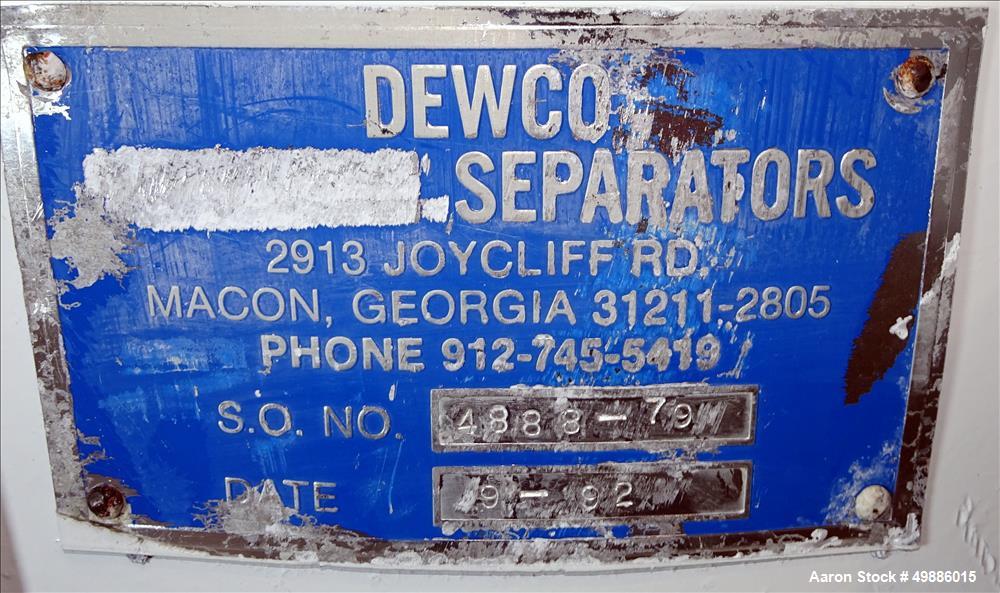 DEWCO
SEPARATORS
2913 JOYCLIFF RD.
MACON, GEORGIA 31211-2805
PHONE 912-745-5419
S.O. NO. 4888-79
DATE 9-92
Aaron Stock # 49886015